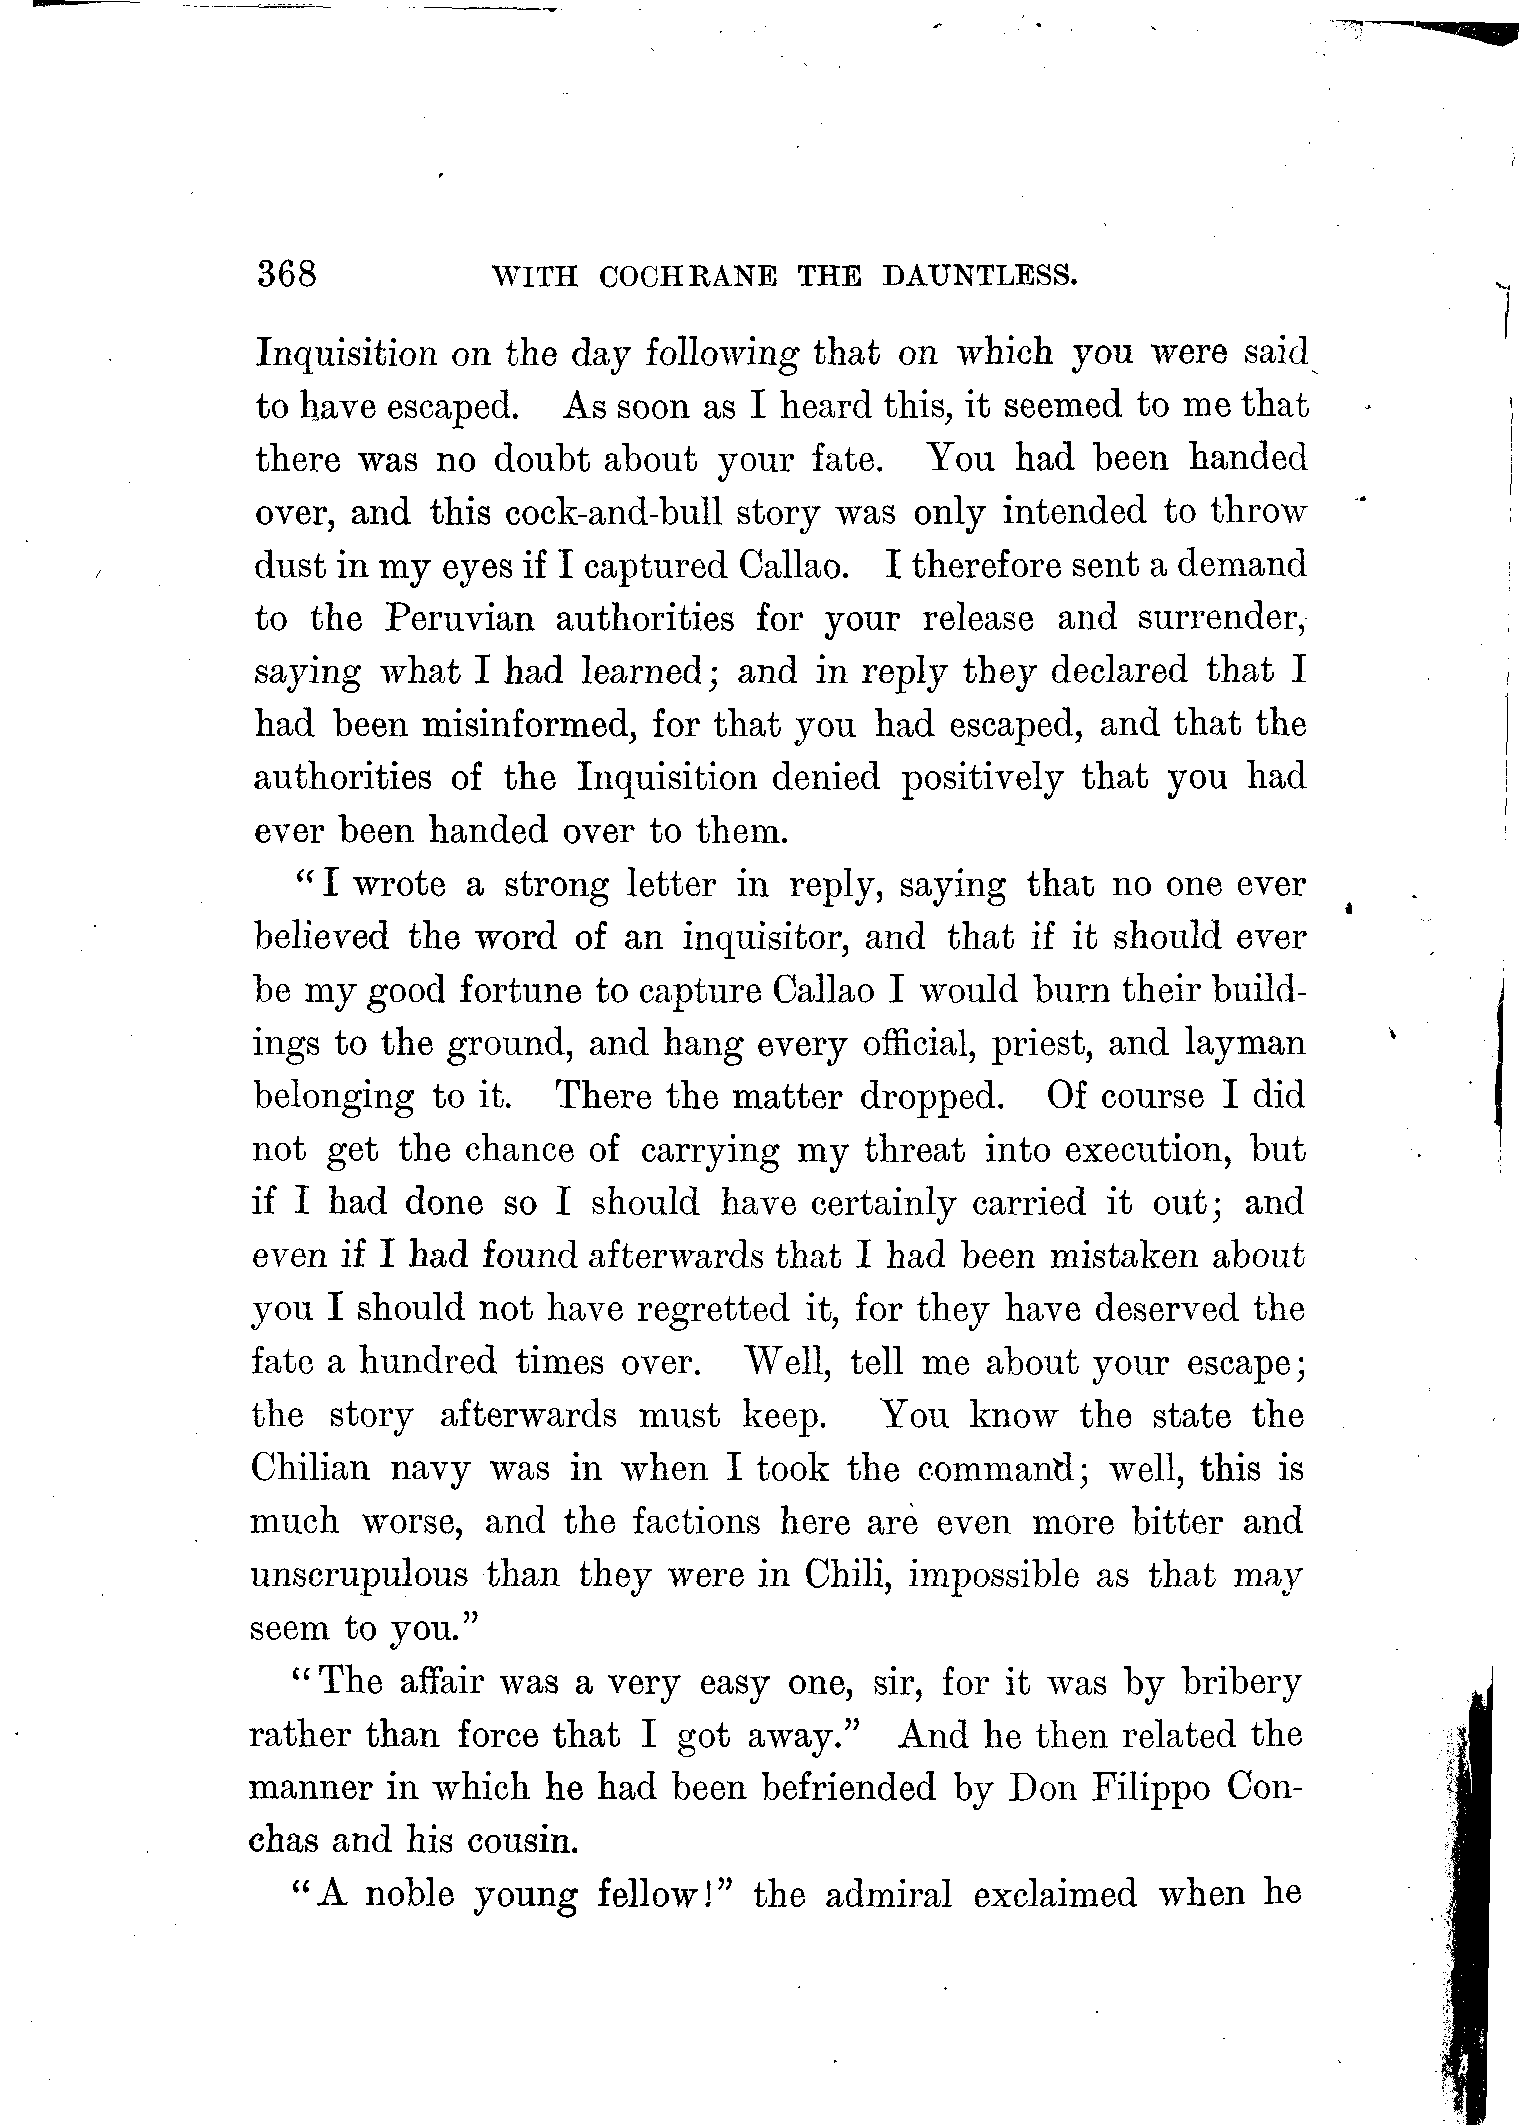 368 WITH COCHRANE THE DAUNTLESS.
Inquisition on the day following that on which you were said
to have escaped. As soon as I heard this, it seemed to me that
there was no doubt about your fate. You had been handed
over, and this cock-and-bull story was only intended to throw
dust in my eyes if I captured Callao. I therefore sent a demand
to the Peruvian authorities for your release and surrender,
saying what I had learned; and in reply they declared that I
had been misinformed, for that you had escaped, and that the
authorities of the Inquisition denied positively that you had
ever been handed over to them.
"I wrote a strong letter in reply, saying that no one ever
believed the word of an inquisitor, and that if it should ever
be my good fortune to capture Callao I would burn their build-
ings to the ground, and hang every official, priest, and layman
belonging to it. There the matter dropped. Of course I did
not get the chance of carrying my threat into execution, but
if I had done so I should have certainly carried it out; and
even if I had found afterwards that I had been mistaken about
you I should not have regretted it, for they have deserved the
fate a hundred times over. Well, tell me about your escape;
the story afterwards must keep. You know the state the
Chilian navy was in when I took the command; well, this is
much worse, and the factions here are even more bitter and
unscrupulous than they were in Chili, impossible as that may
seem to you."
"The affair was a very easy one, sir, for it was by bribery
rather than force that I got away." And he then related the
manner in which he had been befriended by Don Filippo Con-
chas and his cousin.
"A noble young fellow!" the admiral exclaimed when he